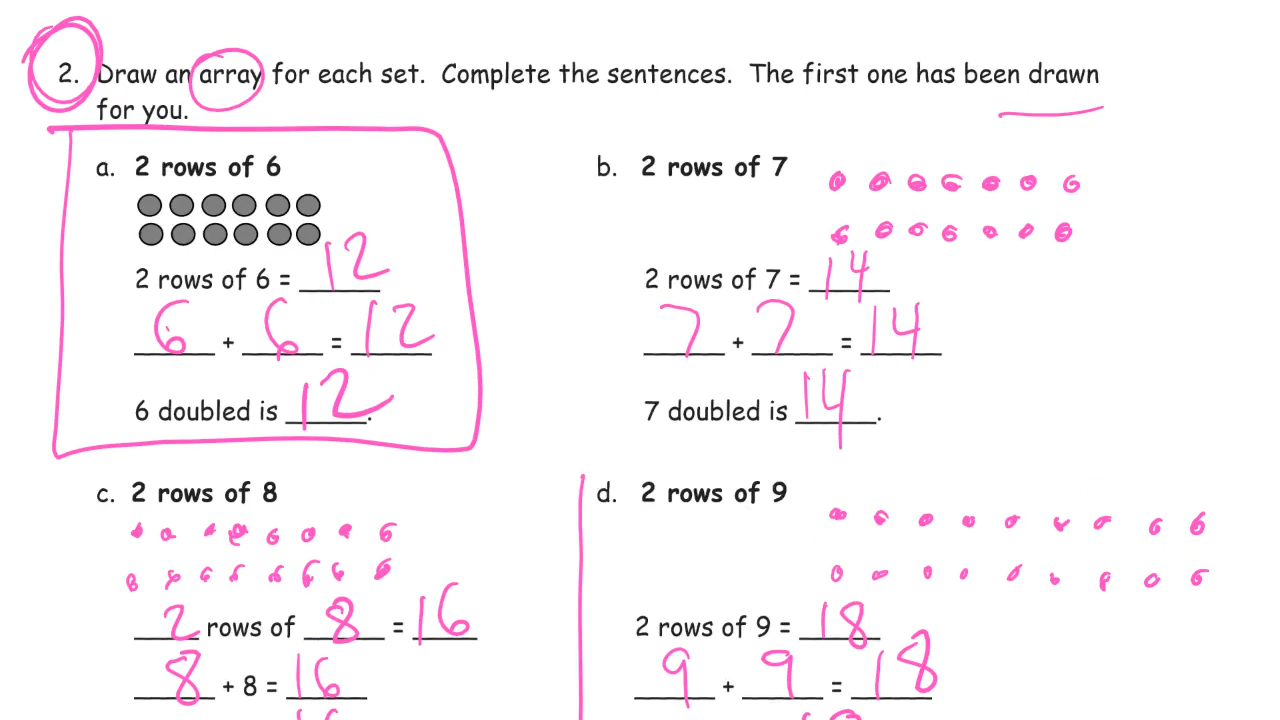 2. Draw an array for each set. Complete the sentences. The first one has been drawn
for you.
a. 2 rows of 6
2 rows of 6 = 12
6 + 6 = 12
6 doubled is 12.
b. 2 rows of 7
2 rows of 7 = 14
7 + 7 = 14
7 doubled is 14.
c. 2 rows of 8
2 rows of 8 = 16
8 + 8 = 16
d. 2 rows of 9
2 rows of 9 = 18
9 + 9 = 18